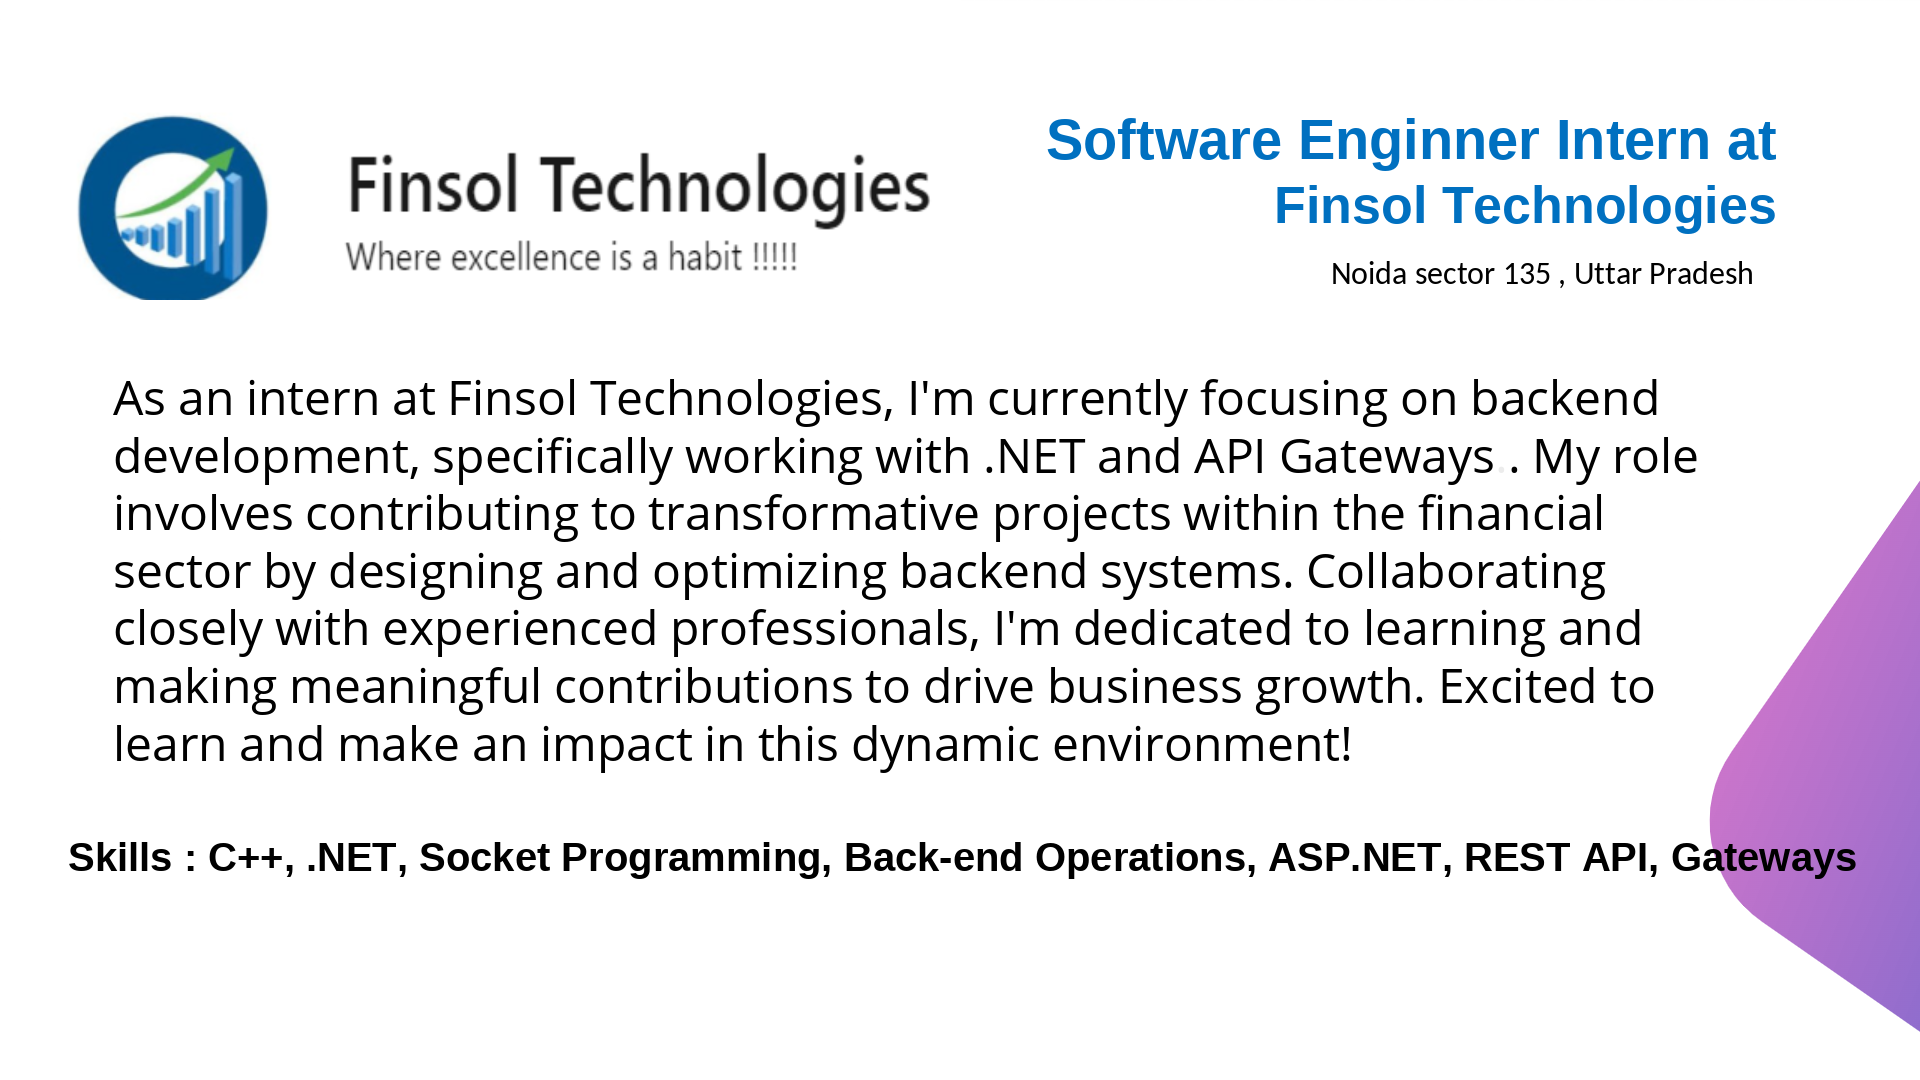 Finsol Technologies
Where excellence is a habit !!!!!
Software Enginner Intern at
Finsol Technologies
Noida sector 135 , Uttar Pradesh
As an intern at Finsol Technologies, I'm currently focusing on backend
development, specifically working with .NET and API Gateways.. My role
involves contributing to transformative projects within the financial
sector by designing and optimizing backend systems. Collaborating
closely with experienced professionals, I'm dedicated to learning and
making meaningful contributions to drive business growth. Excited to
learn and make an impact in this dynamic environment!
Skills : C++, .NET, Socket Programming, Back-end Operations, ASP.NET, REST API, Gateways